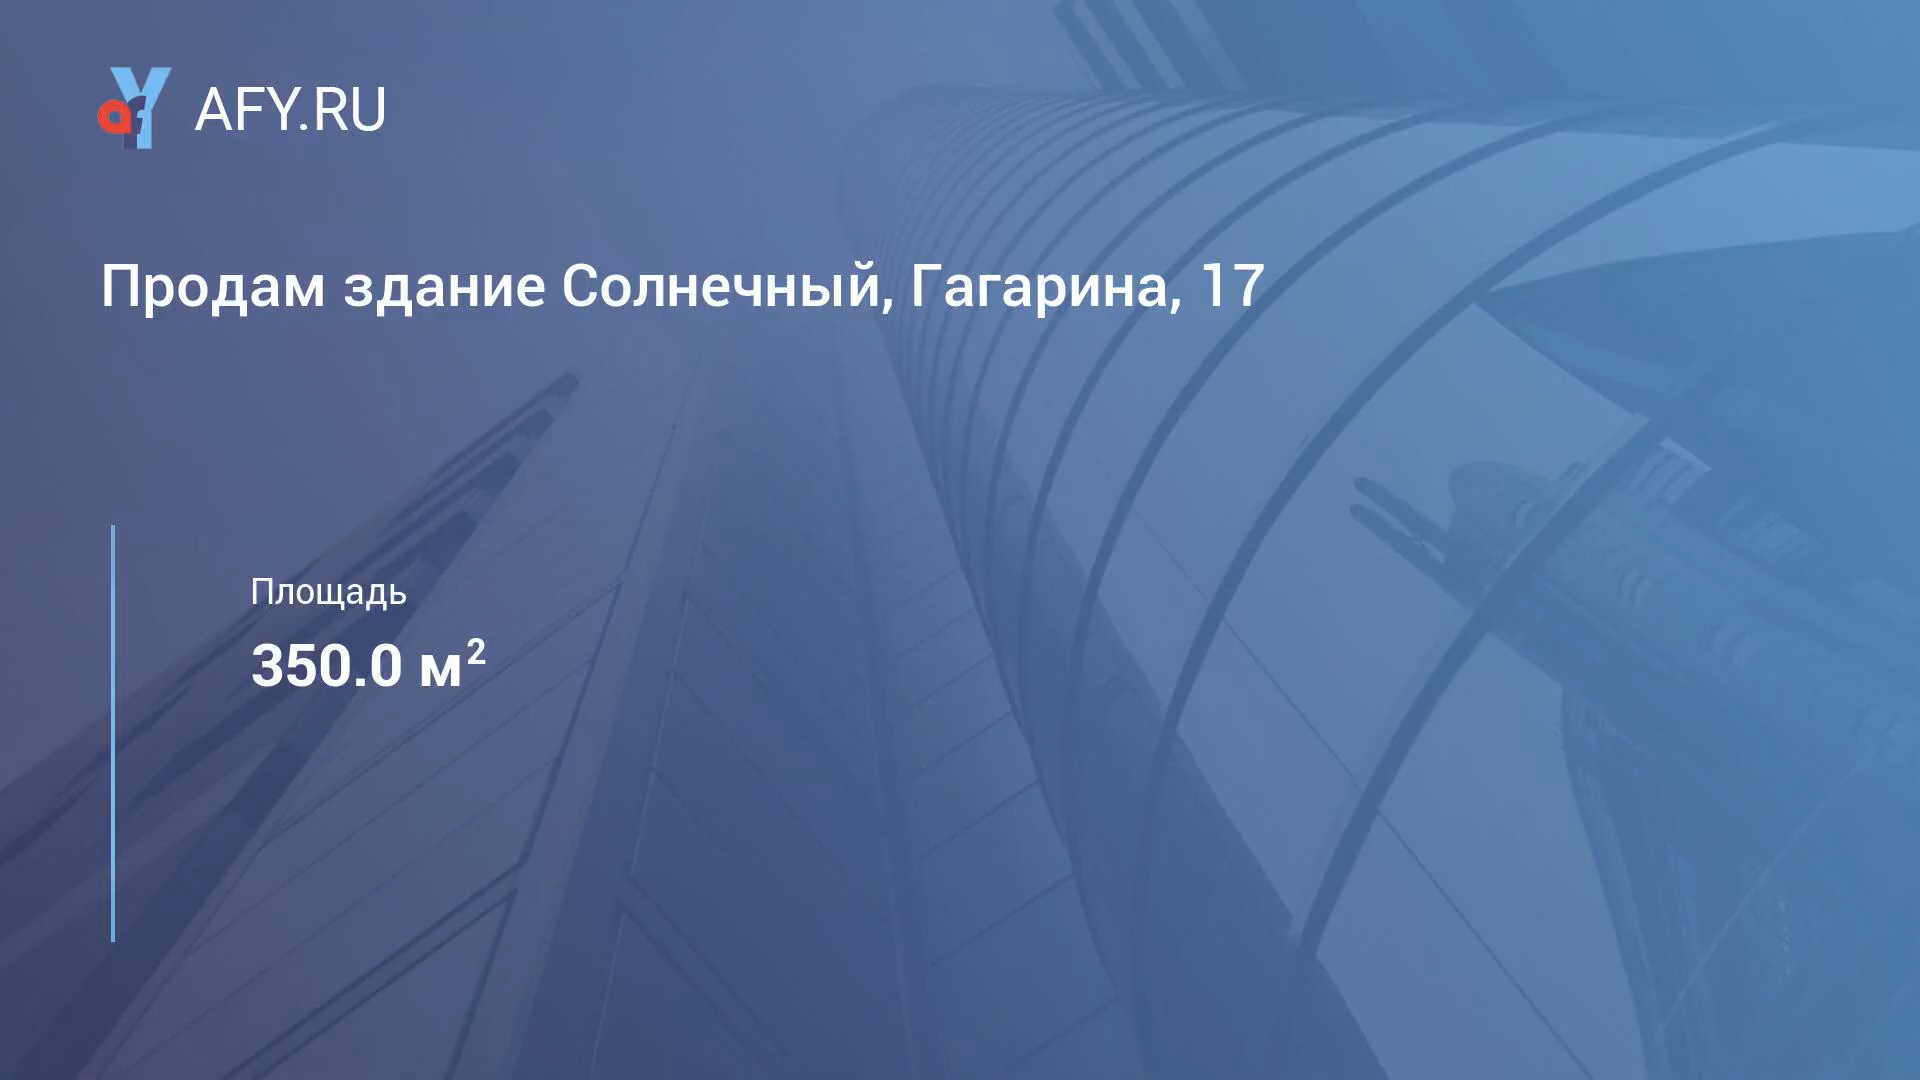 AFY.RU
Продам здание Солнечный, Гагарина, 17
Площадь
350.0 м²